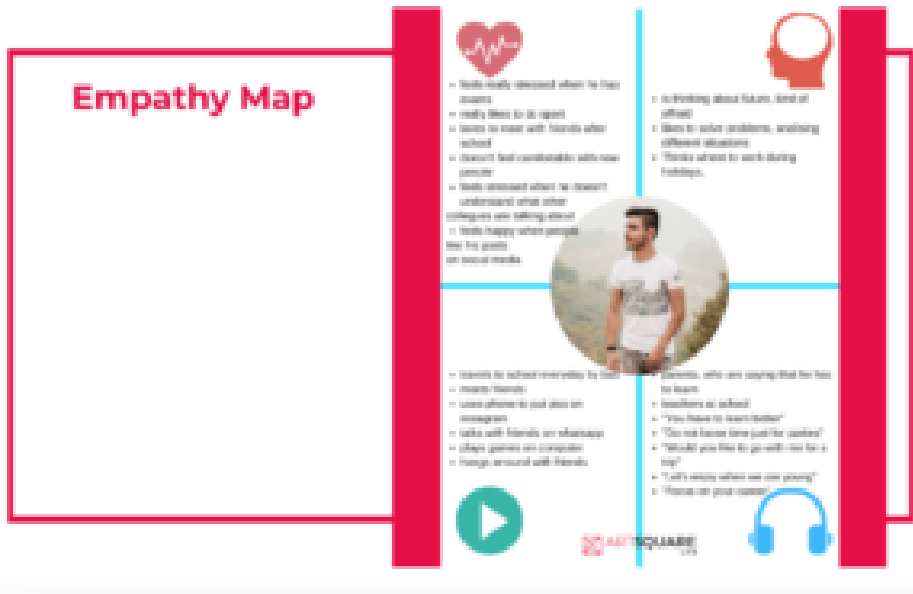 Empathy Map
• feels really stressed when he has
exams
• really likes to do sport
• loves to meet with friends after
school
• doesn't feel comfortable with new
people
• feels stressed when he doesn't
understand what other
collegues are talking about
• feels happy when people
like his posts
on social media
• is thinking about future, kind of
afraid
• likes to solve problems, analising
different situations
• Thinks where to work during
holidays.
• travels to school everyday by bus
• meets friends
• uses phone to put pics on
instagram
• talks with friends on whatsapp
• plays games on computer
• hangs arround with friends
• parents, who are saying that he has
to learn
• teachers at school
• "You have to learn better"
• "Do not loose time just for parties"
• "Would you like to go with me for a
trip"
• "Let's enjoy when we are young"
• "Focus on your career"
ARTSQUARE